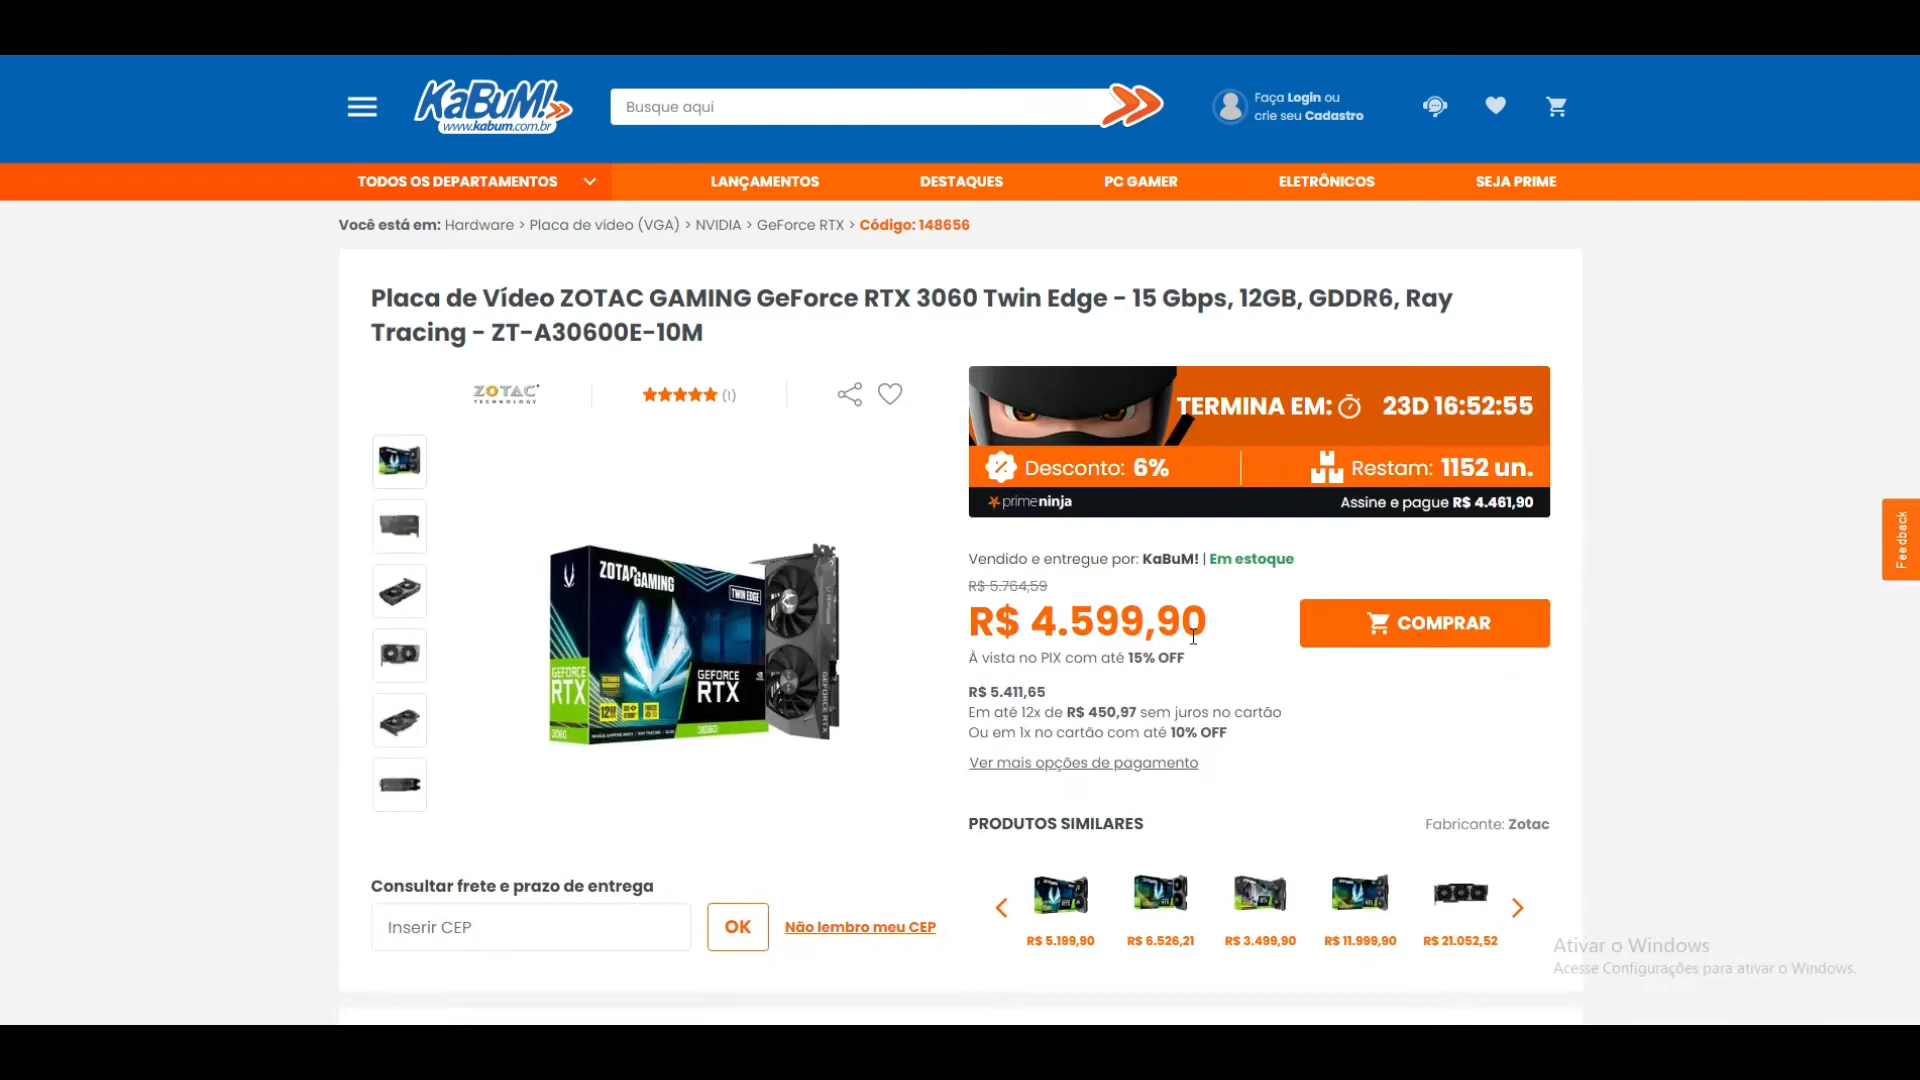 KaBuM!
www.kabum.com.br
Busque aqui
Faça Login ou
crie seu Cadastro
TODOS OS DEPARTAMENTOS
LANÇAMENTOS
DESTAQUES
PC GAMER
ELETRÔNICOS
SEJA PRIME
Você está em: Hardware > Placa de vídeo (VGA) > NVIDIA > GeForce RTX > Código: 148656
Placa de Vídeo ZOTAC GAMING GeForce RTX 3060 Twin Edge - 15 Gbps, 12GB, GDDR6, Ray
Tracing - ZT-A30600E-10M
ZOTAC
TECHNOLOGY
(1)
TERMINA EM: 23D 16:52:55
Desconto: 6%
Restam: 1152 un.
primeninja
Assine e pague R$ 4.461,90
ZOTAC GAMING
TWIN EDGE
GEFORCE
RTX
GEFORCE
RTX
12GB
3060
3060
Vendido e entregue por: KaBuM! | Em estoque
R$ 5.764,59
R$ 4.599,90
COMPRAR
À vista no PIX com até 15% OFF
R$ 5.411,65
Em até 12x de R$ 450,97 sem juros no cartão
Ou em 1x no cartão com até 10% OFF
Ver mais opções de pagamento
PRODUTOS SIMILARES
Fabricante: Zotac
R$ 5.199,90
R$ 6.526,21
R$ 3.499,90
R$ 11.999,90
R$ 21.052,52
Consultar frete e prazo de entrega
Inserir CEP
OK
Não lembro meu CEP
Feedback
Ativar o Windows
Acesse Configurações para ativar o Windows.